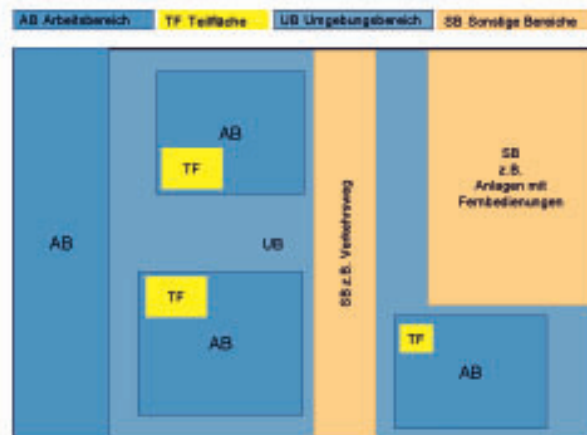 AB Arbeitsbereich
TF Teilfläche
UB Umgebungsbereich
SB Sonstige Bereiche
AB
TF
SB
z.B.
Anlagen mit
Fernbedienungen
AB
UB
SB z.B. Verkehrsweg
TF
AB
TF
AB